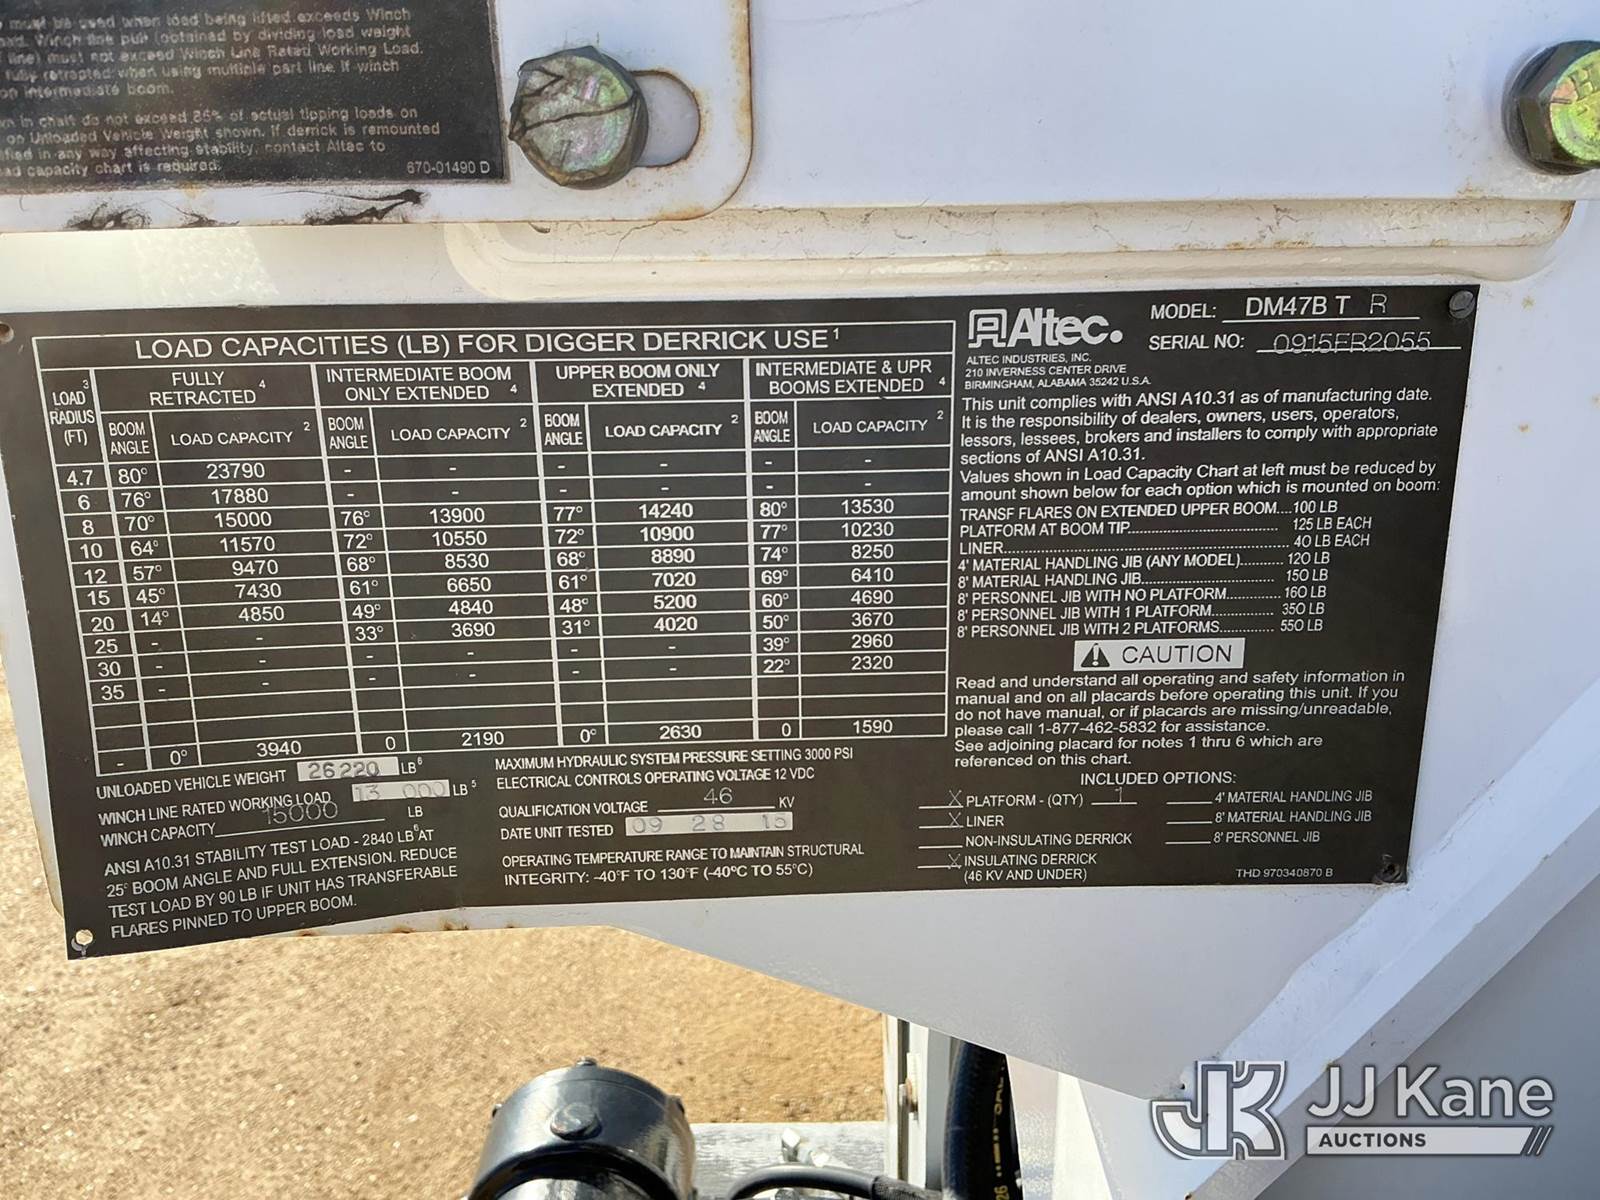 must be used when load being lifted exceeds Winch
Winch line pull (obtained by dividing load weight
line) must not exceed Winch Line Rated Working Load.
fully retracted when using multiple part line. If winch
on intermediate boom.
in chart do not exceed 85% of actual tipping loads on
on Unloaded Vehicle Weight shown. If derrick is remounted
in any way affecting stability, contact Altec to
capacity chart is required.
670-01490 D
LOAD CAPACITIES (LB) FOR DIGGER DERRICK USE 1
LOAD 3 RADIUS (FT) FULLY RETRACTED 4 INTERMEDIATE BOOM ONLY EXTENDED 4 UPPER BOOM ONLY EXTENDED 4 INTERMEDIATE & UPR BOOMS EXTENDED 4
BOOM ANGLE LOAD CAPACITY 2 BOOM ANGLE LOAD CAPACITY 2 BOOM ANGLE LOAD CAPACITY 2 BOOM ANGLE LOAD CAPACITY 2
4.7 80° 23790 - - - - - -
6 76° 17880 - - - - - -
8 70° 15000 76° 13900 77° 14240 80° 13530
10 64° 11570 72° 10550 72° 10900 77° 10230
12 57° 9470 68° 8530 68° 8890 74° 8250
15 45° 7430 61° 6650 61° 7020 69° 6410
20 14° 4850 49° 4840 48° 5200 60° 4690
25 - - 33° 3690 31° 4020 50° 3670
30 - - - - - - 39° 2960
35 - - - - - - 22° 2320
- 0° 3940 0 2190 0° 2630 0 1590
UNLOADED VEHICLE WEIGHT 26220 LB 6
WINCH LINE RATED WORKING LOAD 13 000 LB 5
WINCH CAPACITY 15000 LB
ANSI A10.31 STABILITY TEST LOAD - 2840 LB 6 AT
25° BOOM ANGLE AND FULL EXTENSION. REDUCE
TEST LOAD BY 90 LB IF UNIT HAS TRANSFERABLE
FLARES PINNED TO UPPER BOOM.
MAXIMUM HYDRAULIC SYSTEM PRESSURE SETTING 3000 PSI
ELECTRICAL CONTROLS OPERATING VOLTAGE 12 VDC
QUALIFICATION VOLTAGE 46 KV
DATE UNIT TESTED 09 28 15
OPERATING TEMPERATURE RANGE TO MAINTAIN STRUCTURAL
INTEGRITY: -40°F TO 130°F (-40°C TO 55°C)
Altec.
MODEL: DM47B T R
SERIAL NO: 0915FR2055
ALTEC INDUSTRIES, INC.
210 INVERNESS CENTER DRIVE
BIRMINGHAM, ALABAMA 35242 U.S.A.
This unit complies with ANSI A10.31 as of manufacturing date.
It is the responsibility of dealers, owners, users, operators,
lessors, lessees, brokers and installers to comply with appropriate
sections of ANSI A10.31.
Values shown in Load Capacity Chart at left must be reduced by
amount shown below for each option which is mounted on boom:
TRANSF FLARES ON EXTENDED UPPER BOOM....100 LB
PLATFORM AT BOOM TIP.................... 125 LB EACH
LINER.................... 40 LB EACH
4' MATERIAL HANDLING JIB (ANY MODEL).......... 120 LB
8' MATERIAL HANDLING JIB.................... 150 LB
8' PERSONNEL JIB WITH NO PLATFORM............. 160 LB
8' PERSONNEL JIB WITH 1 PLATFORM............... 350 LB
8' PERSONNEL JIB WITH 2 PLATFORMS............. 550 LB
CAUTION
Read and understand all operating and safety information in
manual and on all placards before operating this unit. If you
do not have manual, or if placards are missing/unreadable,
please call 1-877-462-5832 for assistance.
See adjoining placard for notes 1 thru 6 which are
referenced on this chart.
INCLUDED OPTIONS:
X PLATFORM - (QTY) 1
X LINER
NON-INSULATING DERRICK
X INSULATING DERRICK
(46 KV AND UNDER)
4' MATERIAL HANDLING JIB
8' MATERIAL HANDLING JIB
8' PERSONNEL JIB
THD 970340870 B
JK JJ Kane
AUCTIONS